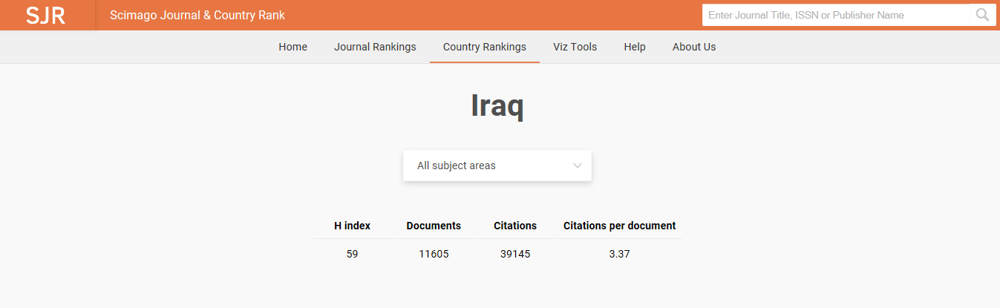 SJR Scimago Journal & Country Rank Enter Journal Title, ISSN or Publisher Name
Home Journal Rankings Country Rankings Viz Tools Help About Us
Iraq
All subject areas
H index Documents Citations Citations per document
59 11605 39145 3.37